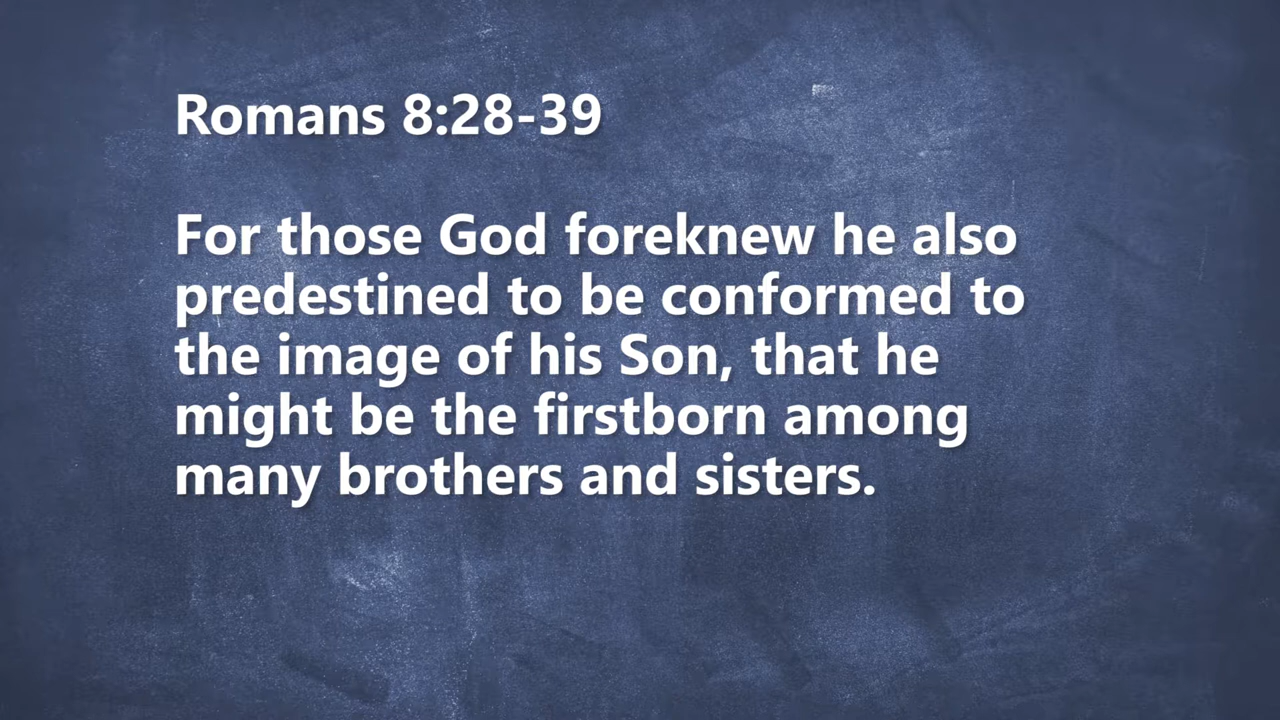 Romans 8:28-39
For those God foreknew he also
predestined to be conformed to
the image of his Son, that he
might be the firstborn among
many brothers and sisters.